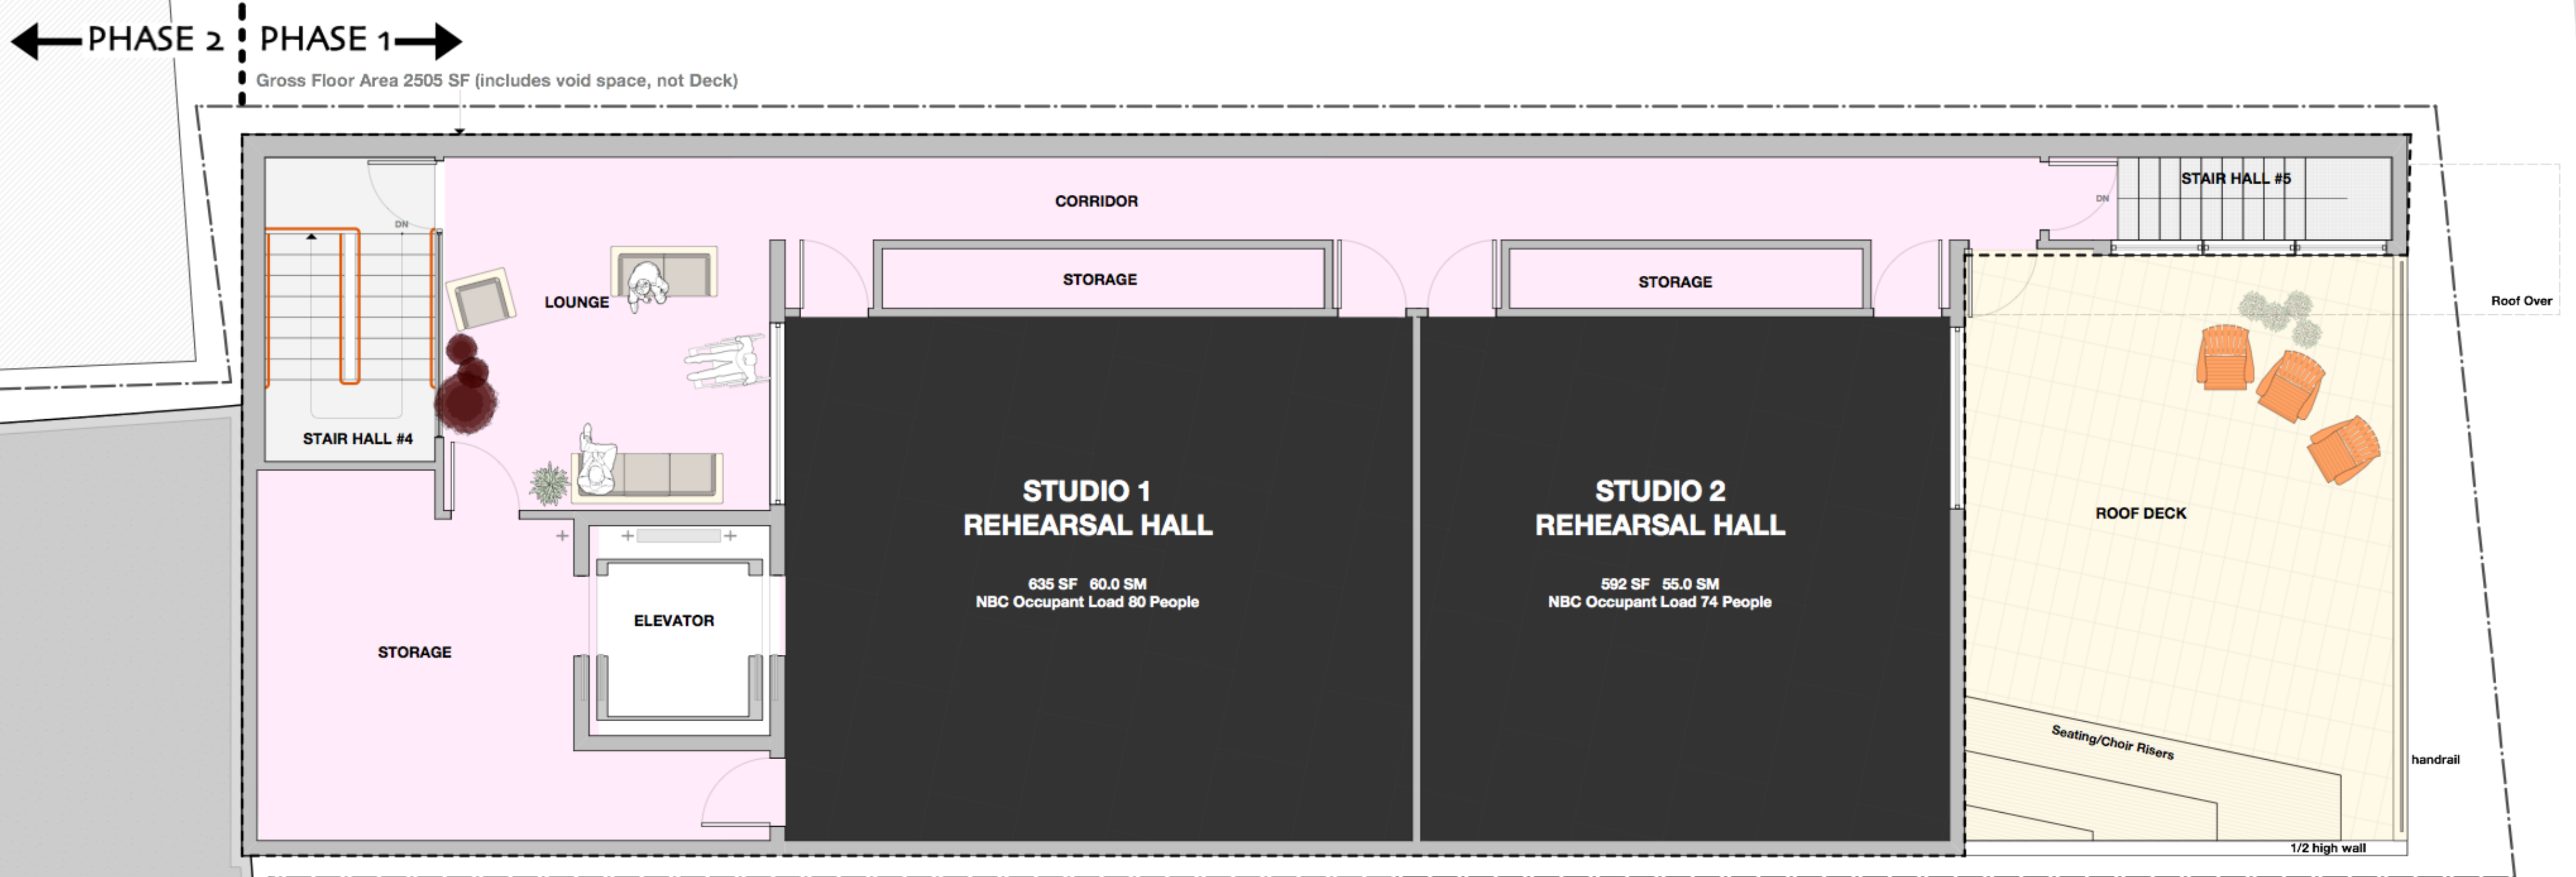 PHASE 2
PHASE 1
Gross Floor Area 2505 SF (includes void space, not Deck)
CORRIDOR
STAIR HALL #5
DN
DN
STORAGE
STORAGE
LOUNGE
Roof Over
STAIR HALL #4
STUDIO 1
REHEARSAL HALL
635 SF 60.0 SM
NBC Occupant Load 80 People
STUDIO 2
REHEARSAL HALL
592 SF 55.0 SM
NBC Occupant Load 74 People
ROOF DECK
ELEVATOR
STORAGE
Seating/Choir Risers
handrail
1/2 high wall